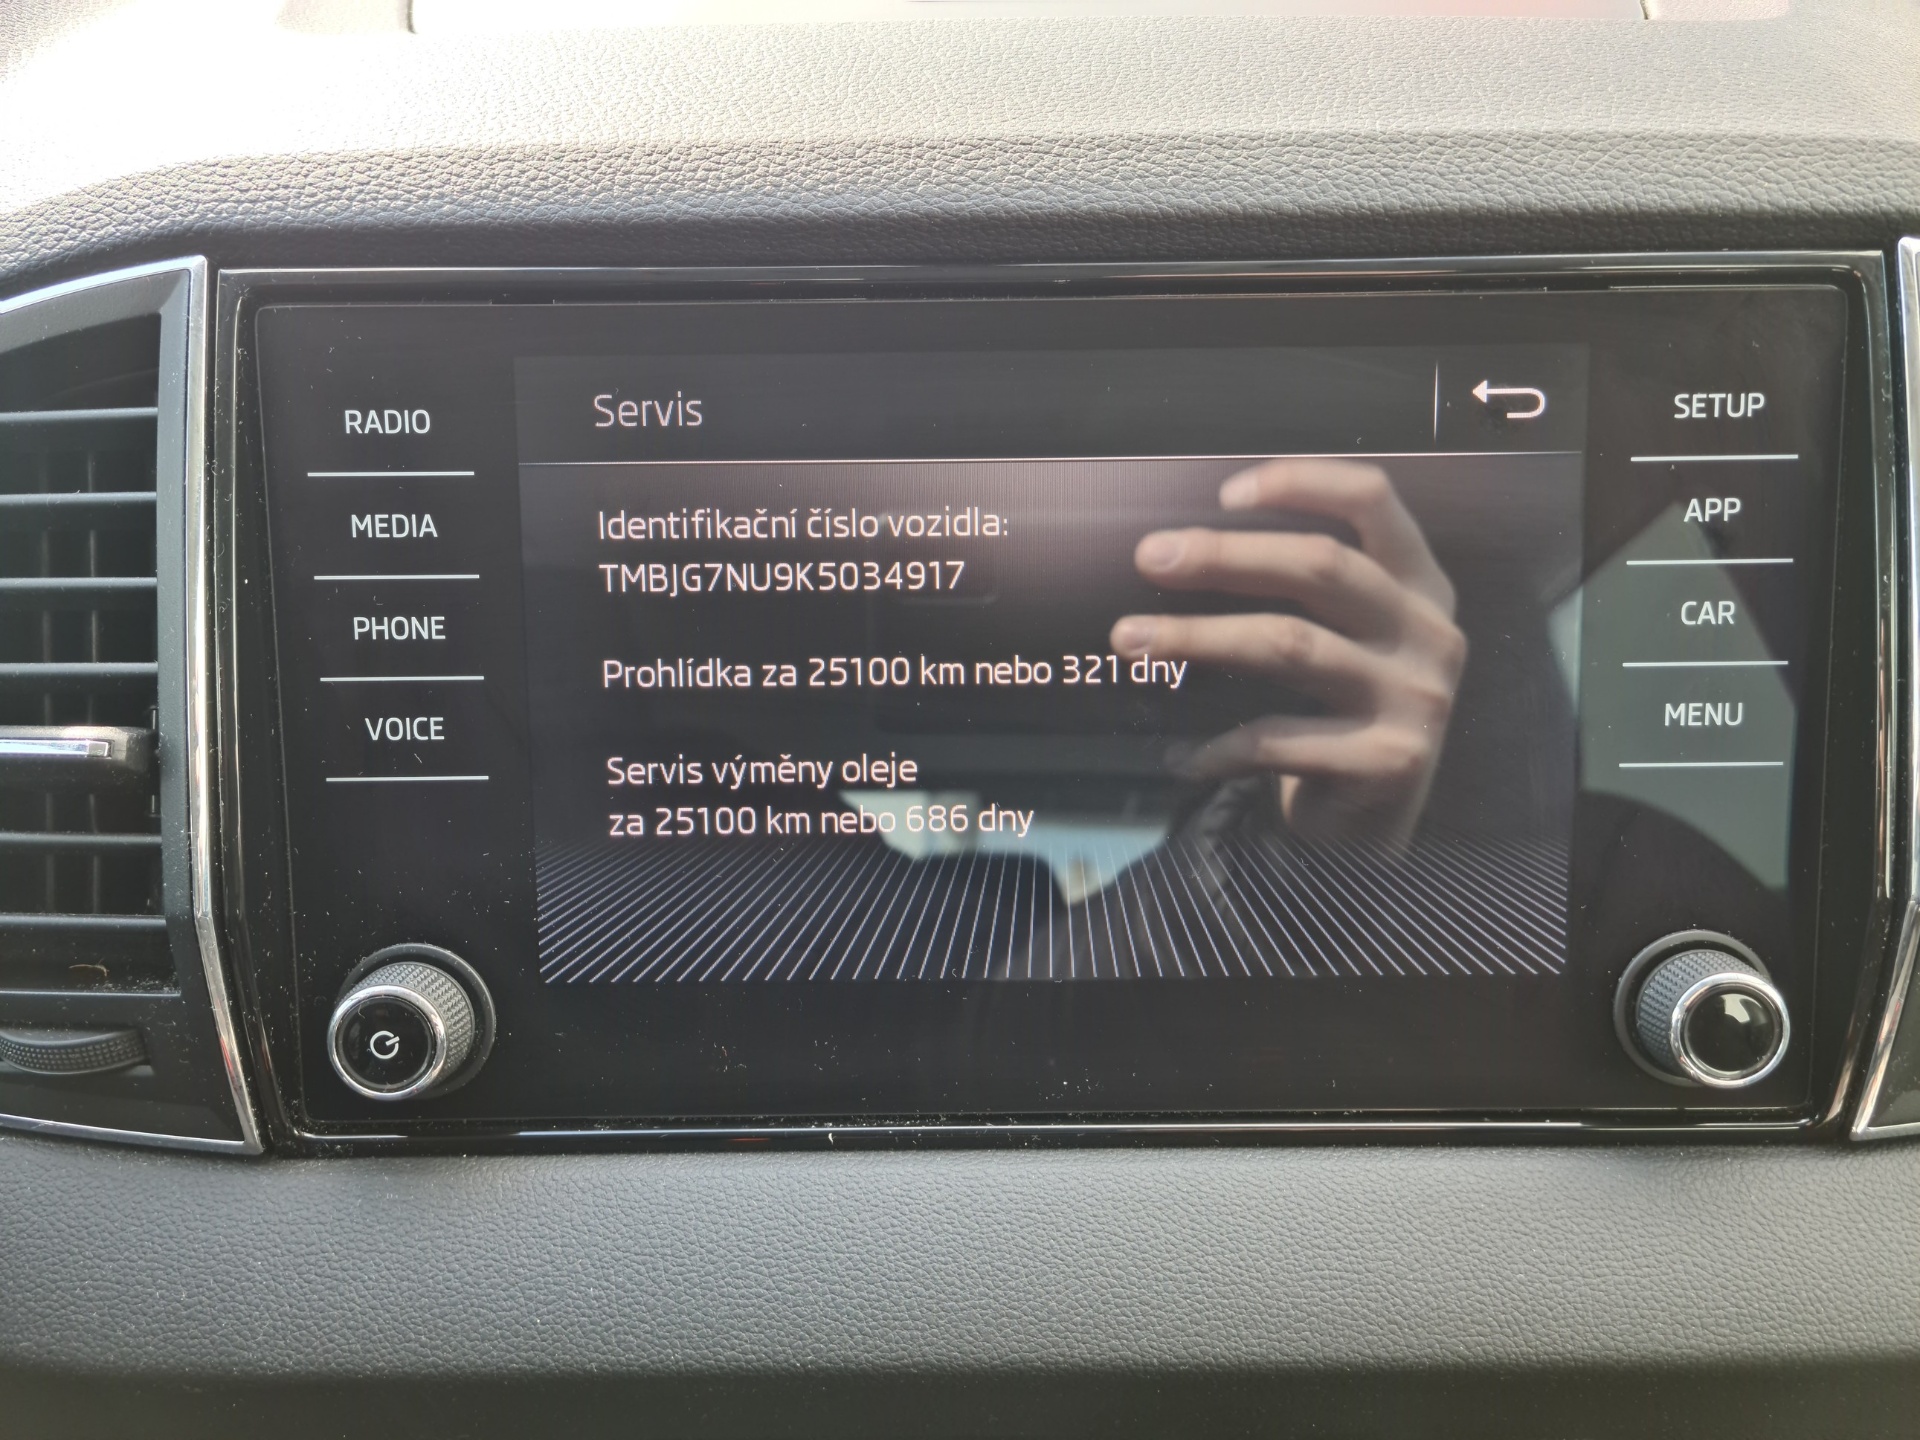 Servis
RADIO
MEDIA
PHONE
VOICE
Identifikační číslo vozidla:
TMBJG7NU9K5034917
Prohlídka za 25100 km nebo 321 dny
Servis výměny oleje
za 25100 km nebo 686 dny
SETUP
APP
CAR
MENU